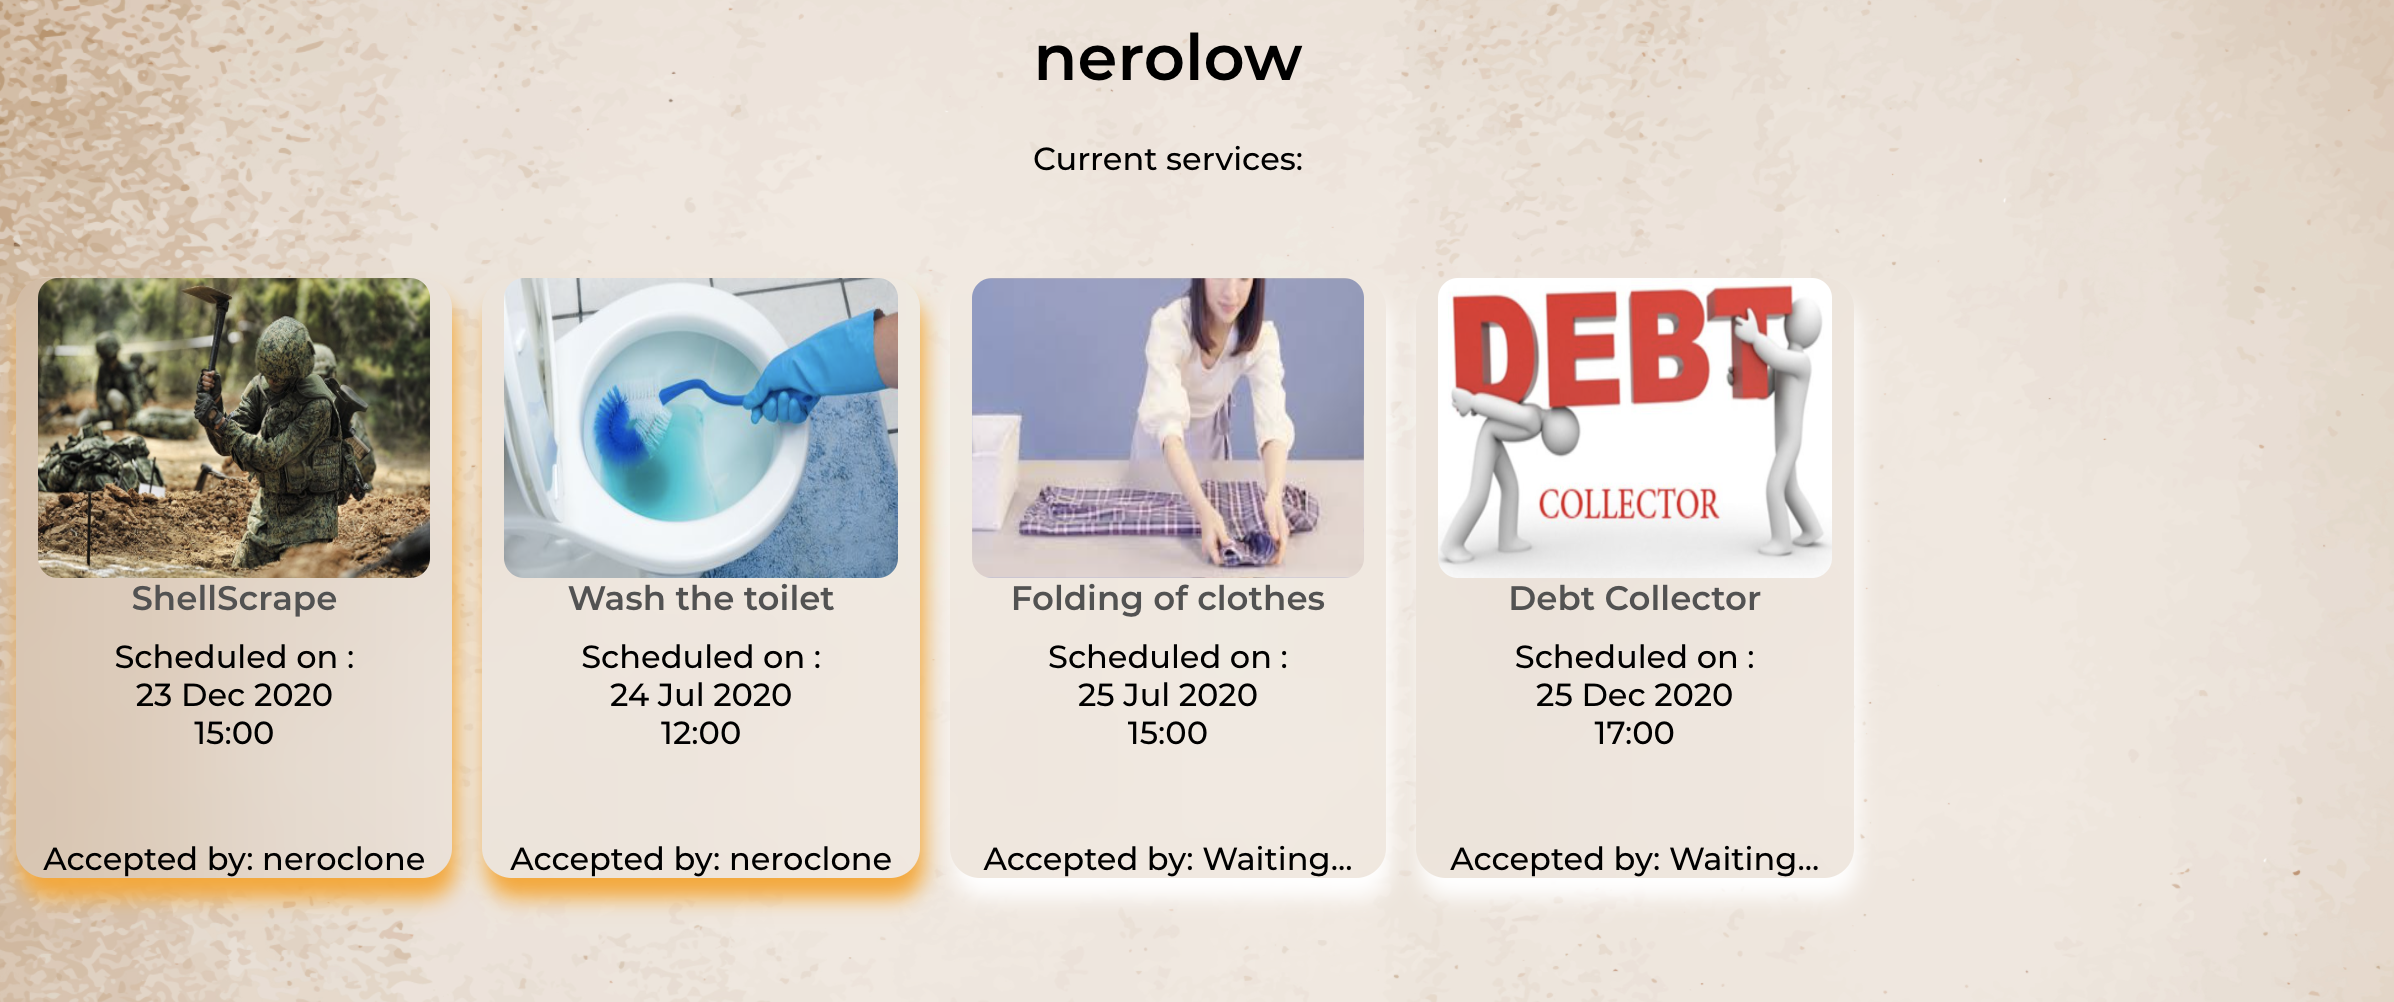 nerolow
Current services:
ShellScrape
Scheduled on :
23 Dec 2020
15:00
Accepted by: neroclone
Wash the toilet
Scheduled on :
24 Jul 2020
12:00
Accepted by: neroclone
Folding of clothes
Scheduled on :
25 Jul 2020
15:00
Accepted by: Waiting...
DEBT
COLLECTOR
Debt Collector
Scheduled on :
25 Dec 2020
17:00
Accepted by: Waiting...